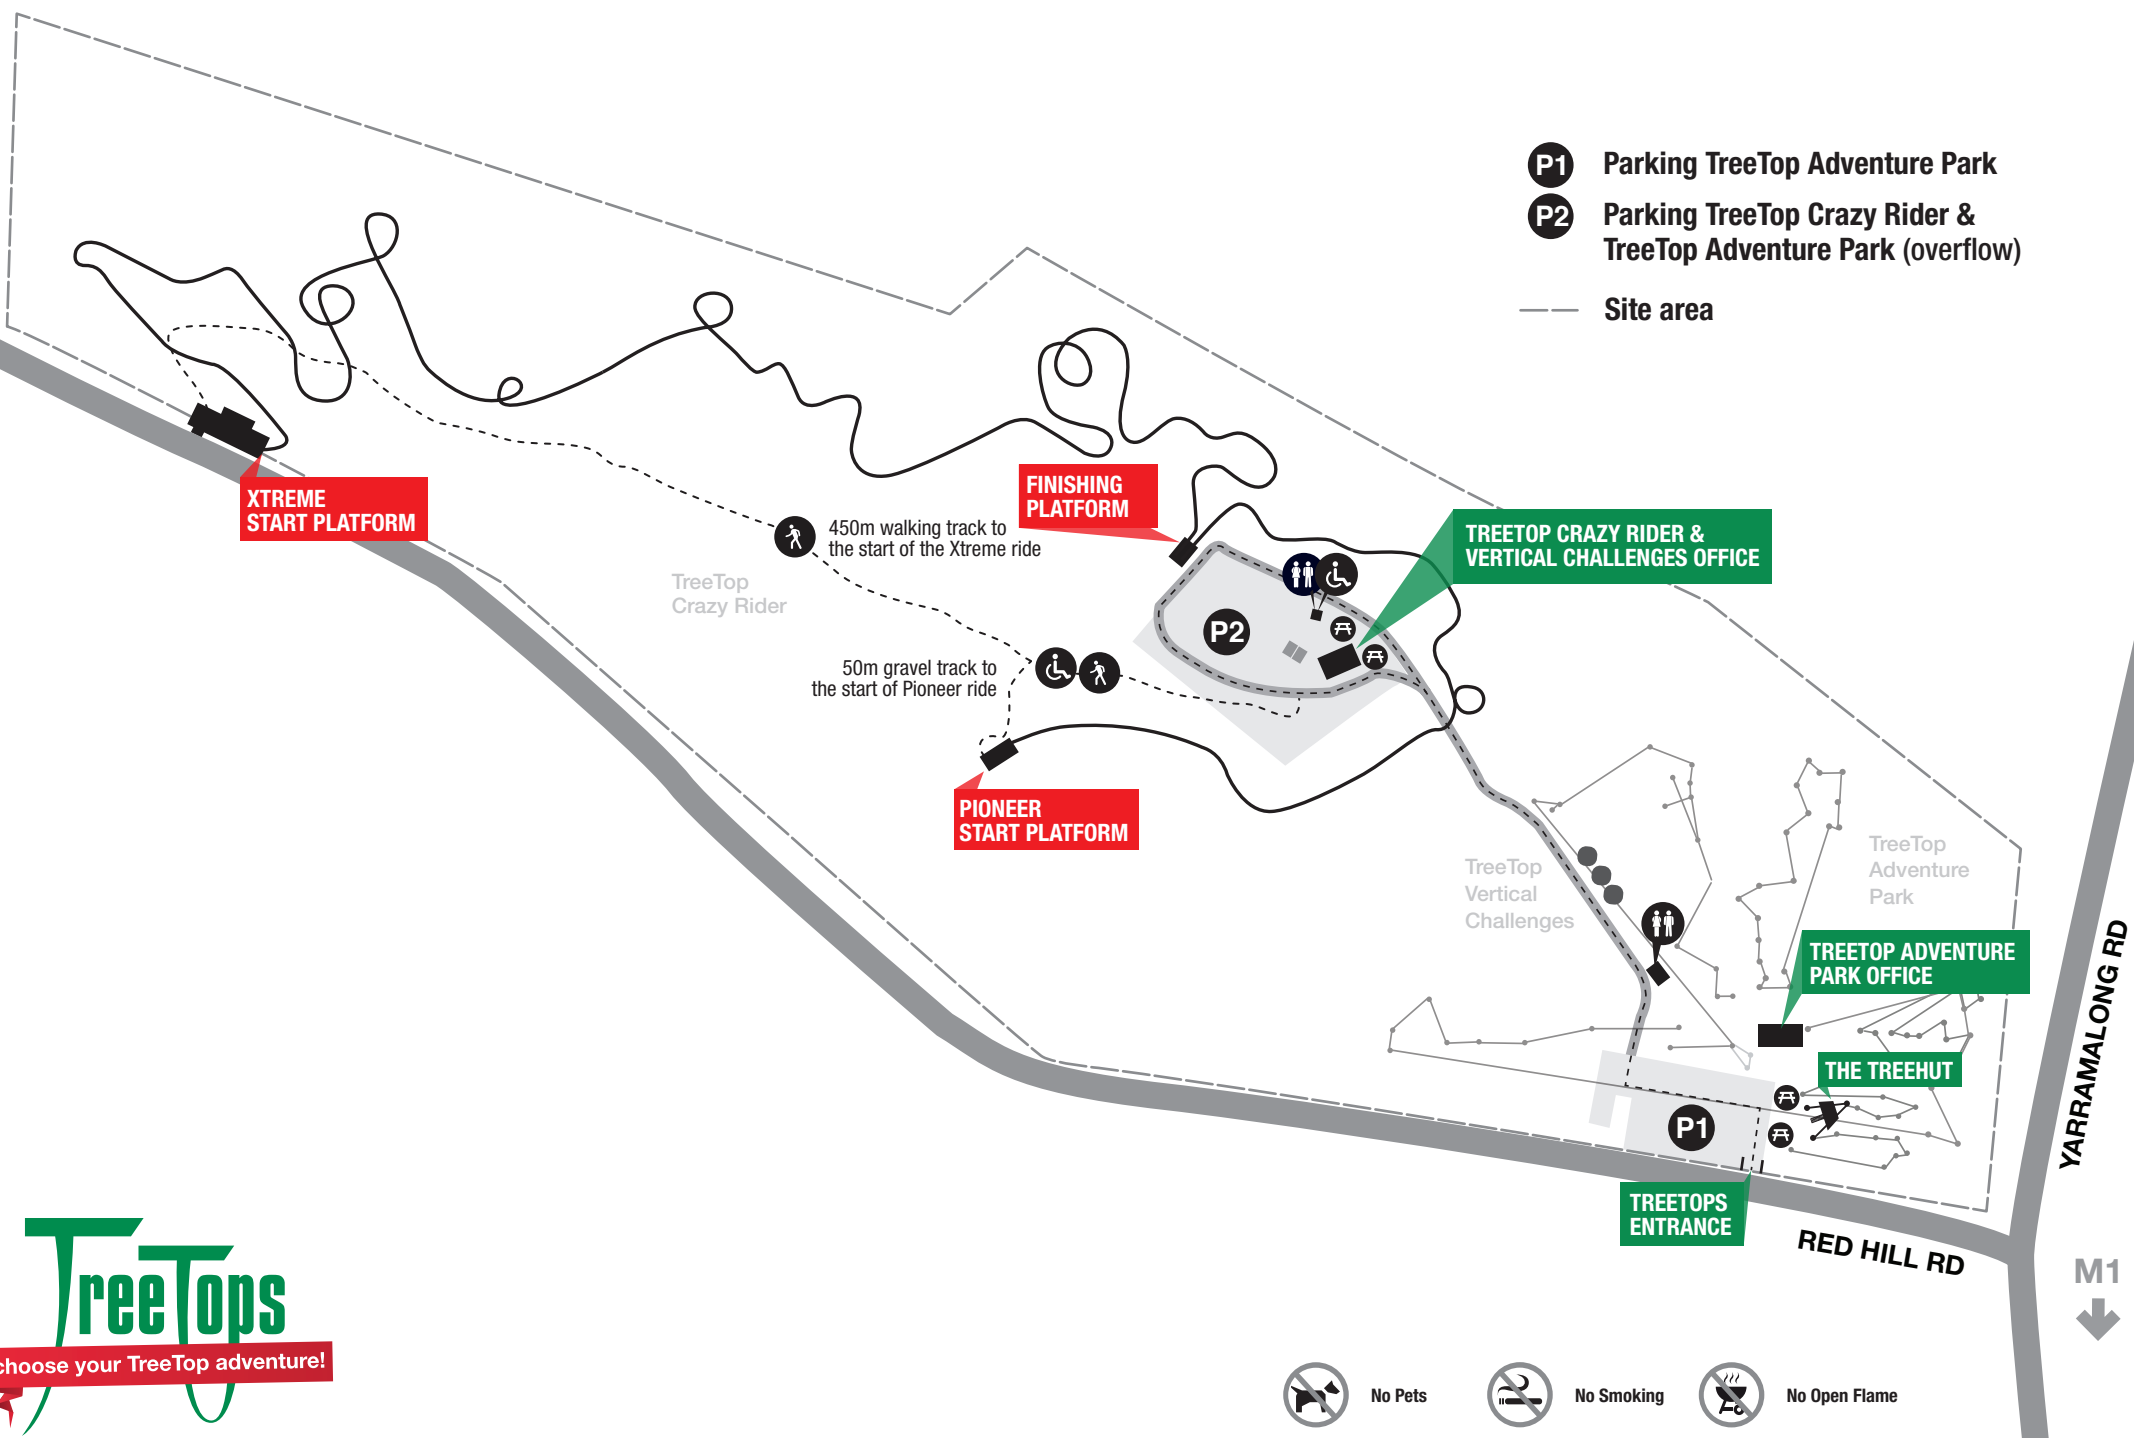 P1 Parking TreeTop Adventure Park
P2 Parking TreeTop Crazy Rider &
TreeTop Adventure Park (overflow)
Site area
XTREME
START PLATFORM
FINISHING
PLATFORM
450m walking track to
the start of the Xtreme ride
TREETOP CRAZY RIDER &
VERTICAL CHALLENGES OFFICE
TreeTop
Crazy Rider
P2
50m gravel track to
the start of Pioneer ride
PIONEER
START PLATFORM
TreeTop
Vertical
Challenges
TreeTop
Adventure
Park
TREETOP ADVENTURE
PARK OFFICE
THE TREEHUT
P1
YARRAMALONG RD
TREETOPS
ENTRANCE
RED HILL RD
M1
TreeTops
choose your TreeTop adventure!
No Pets
No Smoking
No Open Flame